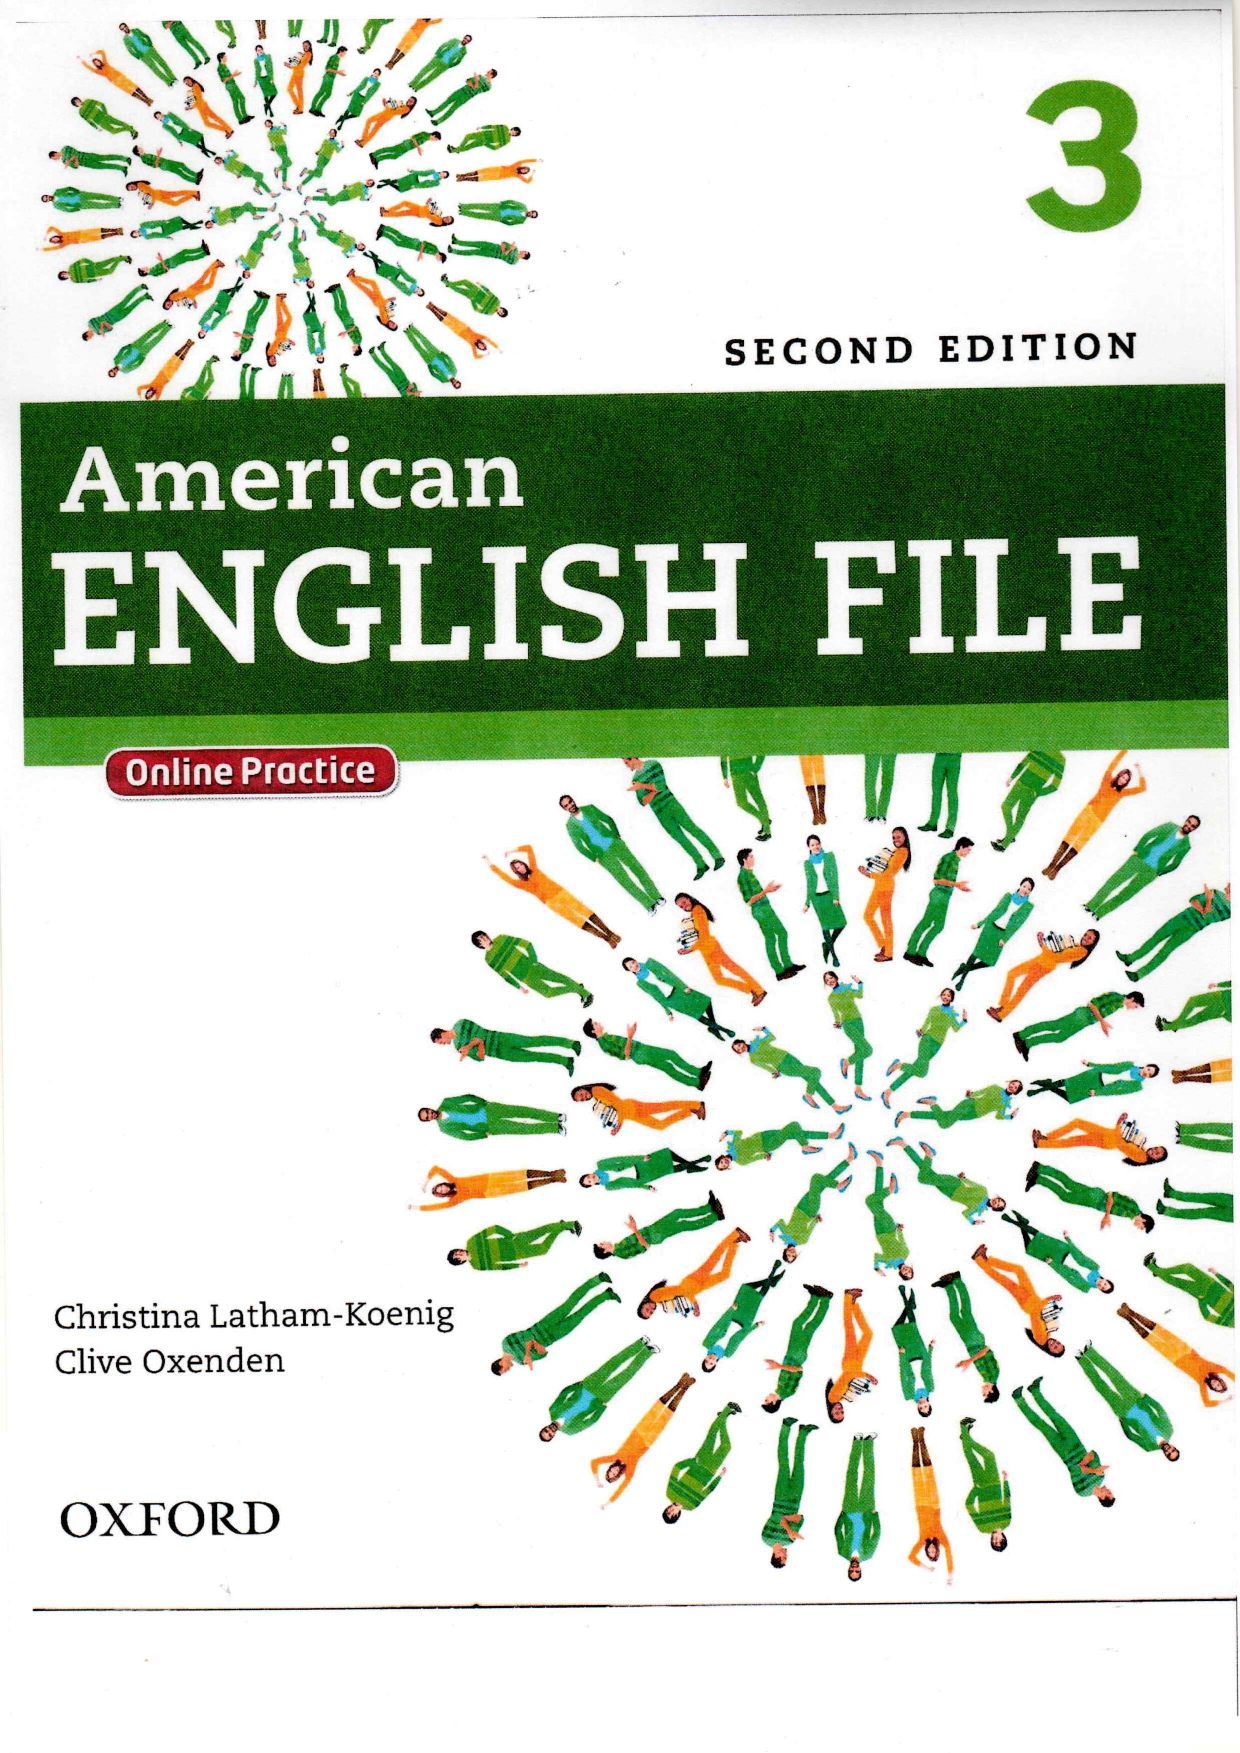 3
SECOND EDITION
American
ENGLISH FILE
Online Practice
Christina Latham-Koenig
Clive Oxenden
OXFORD